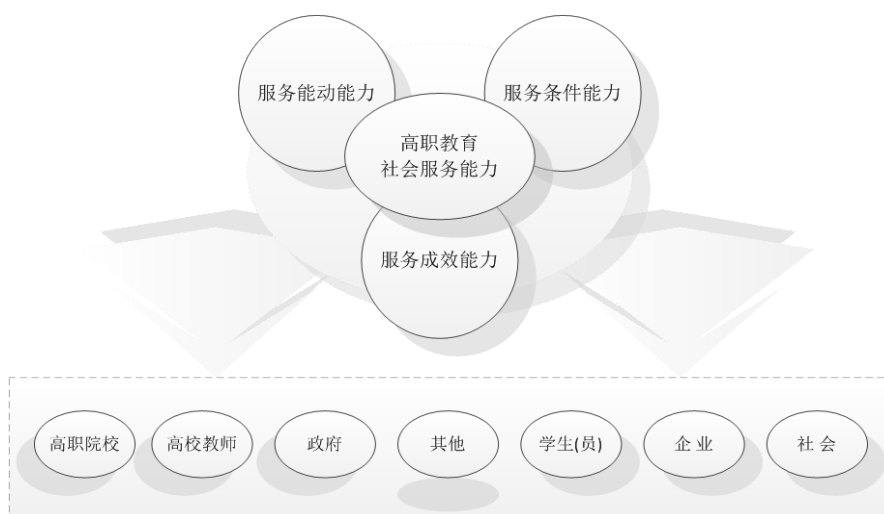 服务能动能力
服务条件能力
高职教育
社会服务能力
服务成效能力
高职院校
高校教师
政府
其他
学生(员)
企 业
社 会